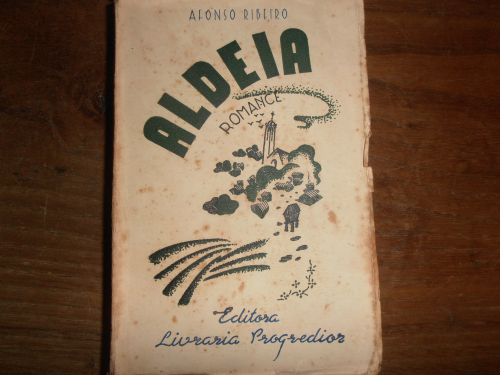 AFONSO RIBEIRO
ALDEIA
ROMANCE
Editora
Livraria Progredior